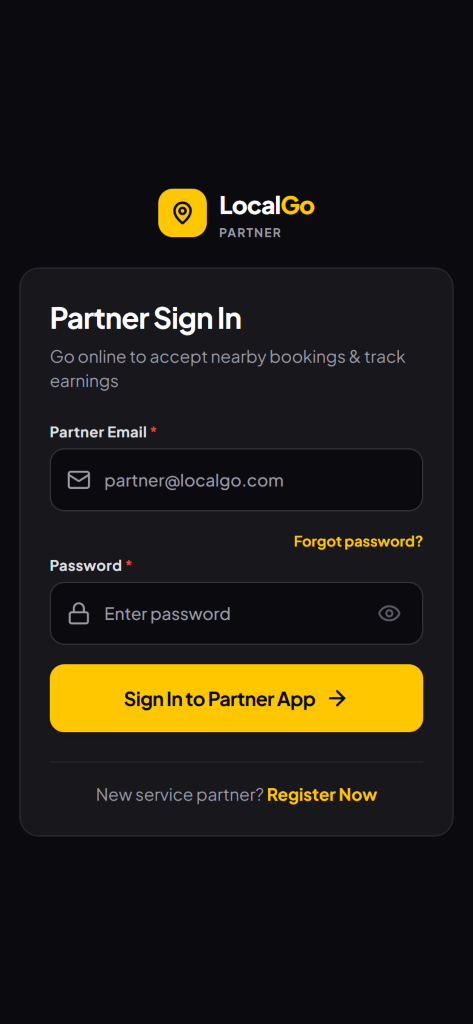 LocalGo
PARTNER
Partner Sign In
Go online to accept nearby bookings & track
earnings
Partner Email *
partner@localgo.com
Forgot password?
Password *
Enter password
Sign In to Partner App →
New service partner? Register Now